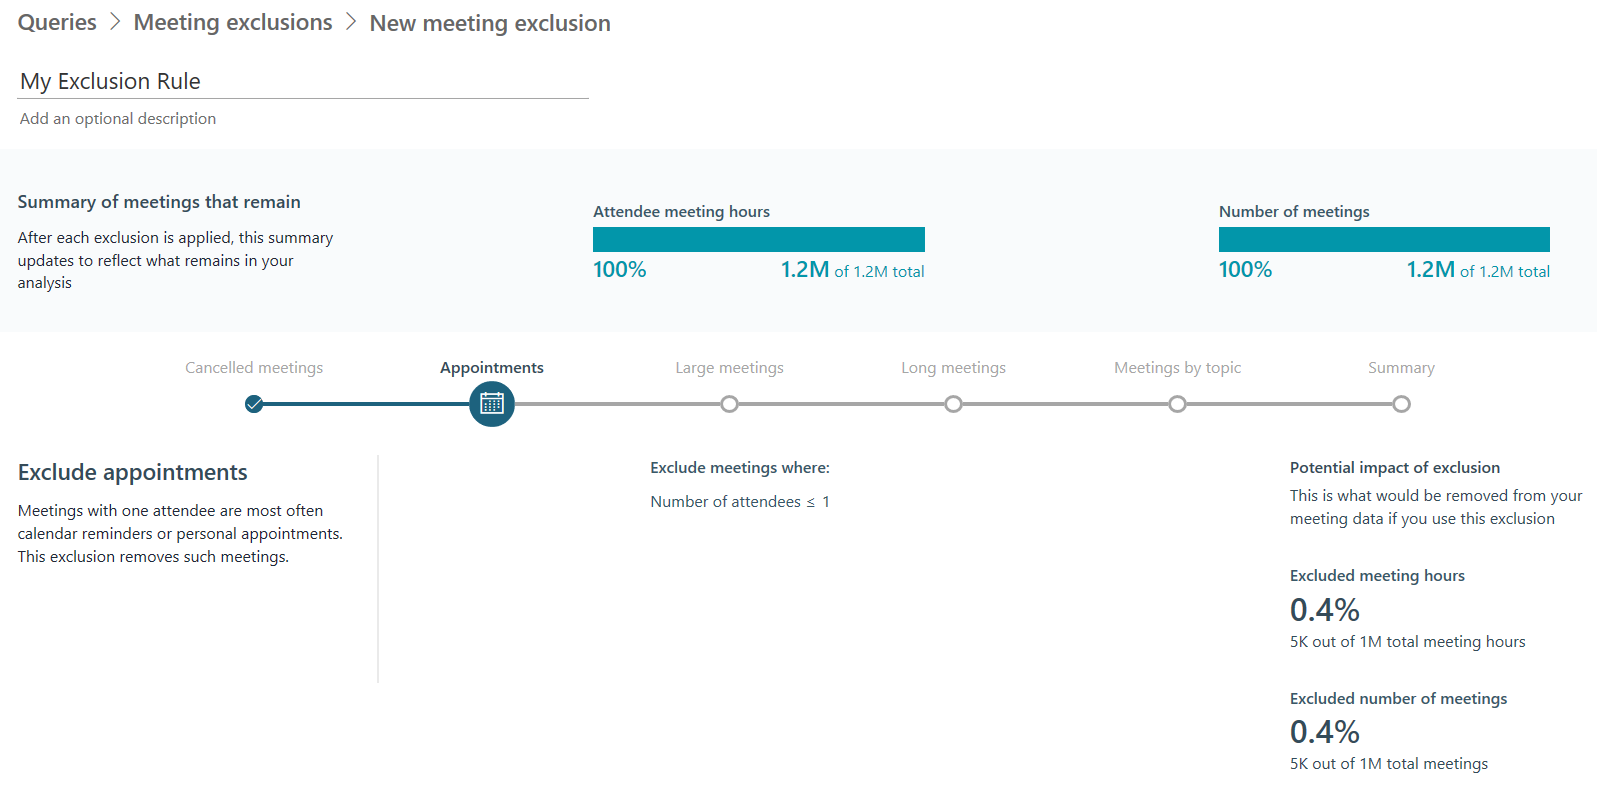 Queries > Meeting exclusions > New meeting exclusion
My Exclusion Rule
Add an optional description
Summary of meetings that remain
After each exclusion is applied, this summary
updates to reflect what remains in your
analysis
Attendee meeting hours
100% 1.2M of 1.2M total
Number of meetings
100% 1.2M of 1.2M total
Cancelled meetings
Appointments
Large meetings
Long meetings
Meetings by topic
Summary
Exclude appointments
Meetings with one attendee are most often
calendar reminders or personal appointments.
This exclusion removes such meetings.
Exclude meetings where:
Number of attendees ≤ 1
Potential impact of exclusion
This is what would be removed from your
meeting data if you use this exclusion
Excluded meeting hours
0.4%
5K out of 1M total meeting hours
Excluded number of meetings
0.4%
5K out of 1M total meetings